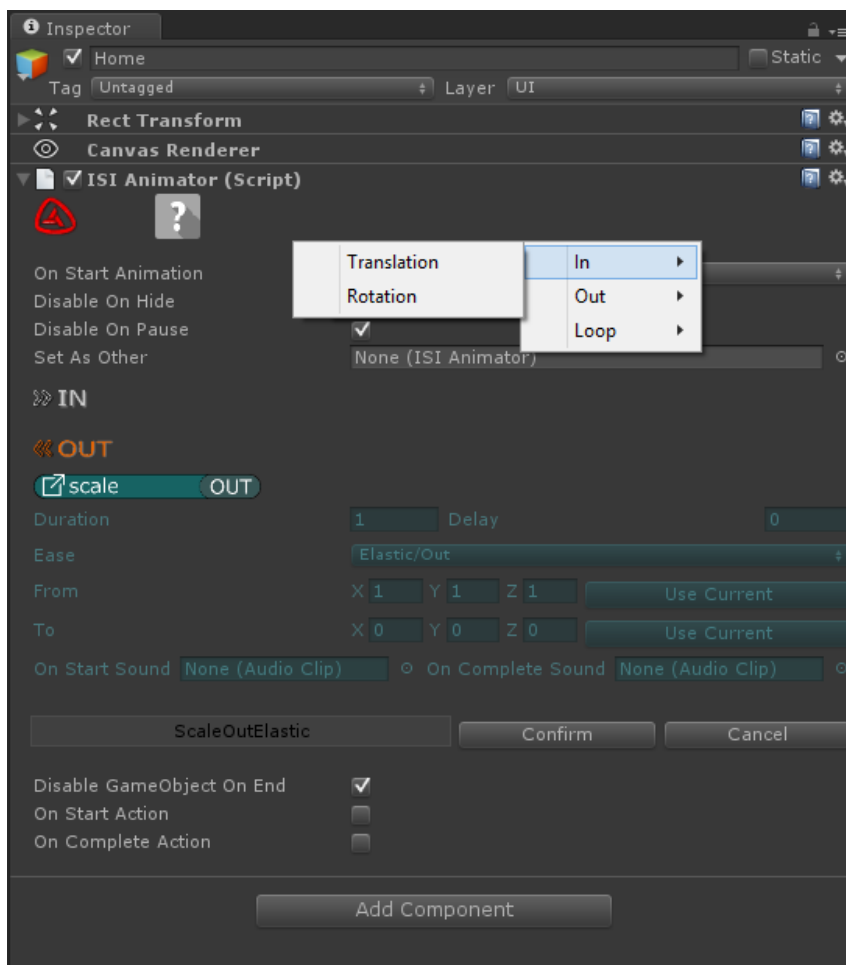 Inspector
Home Static
Tag Untagged Layer UI
Rect Transform
Canvas Renderer
ISI Animator (Script)
Translation In
On Start Animation
Rotation Out
Disable On Hide
Loop
Disable On Pause
Set As Other None (ISI Animator)
IN
OUT
scale OUT
Duration 1 Delay 0
Ease Elastic/Out
From X 1 Y 1 Z 1 Use Current
To X 0 Y 0 Z 0 Use Current
On Start Sound None (Audio Clip) On Complete Sound None (Audio Clip)
ScaleOutElastic Confirm Cancel
Disable GameObject On End
On Start Action
On Complete Action
Add Component